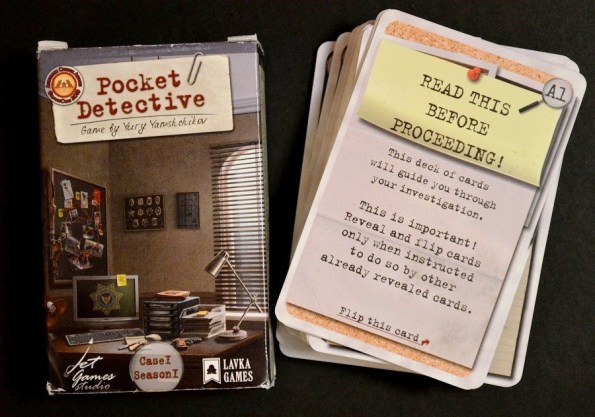 Pocket
Detective
Game by Yury Yamshchikov
Jet
Games
studio
Case1
Season1
LAVKA
GAMES
A.1
READ THIS
BEFORE
PROCEEDING!
This deck of cards
will guide you through
your investigation.
This is important!
Reveal and flip cards
only when instructed
to do so by other
already revealed cards.
Flip this card